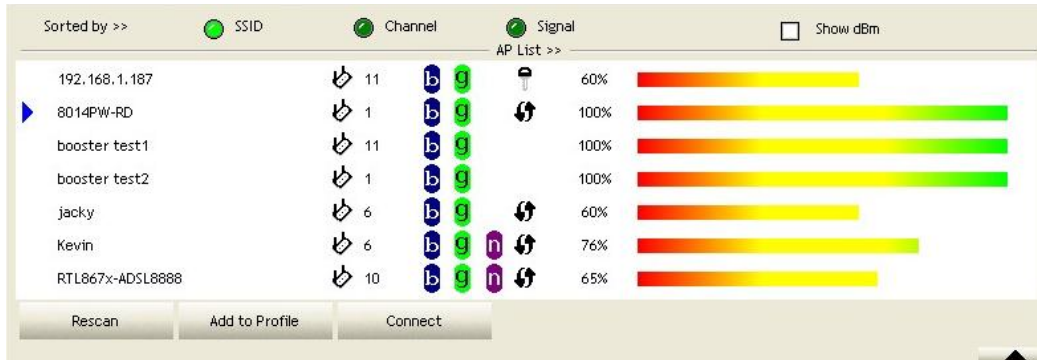 Sorted by >> SSID Channel Signal Show dBm
AP List >>
192.168.1.187 11 b g 60%
8014PW-RD 1 b g 100%
booster test1 11 b g 100%
booster test2 1 b g 100%
jacky 6 b g 60%
Kevin 6 b g n 76%
RTL867x-ADSL8888 10 b g n 65%
Rescan Add to Profile Connect